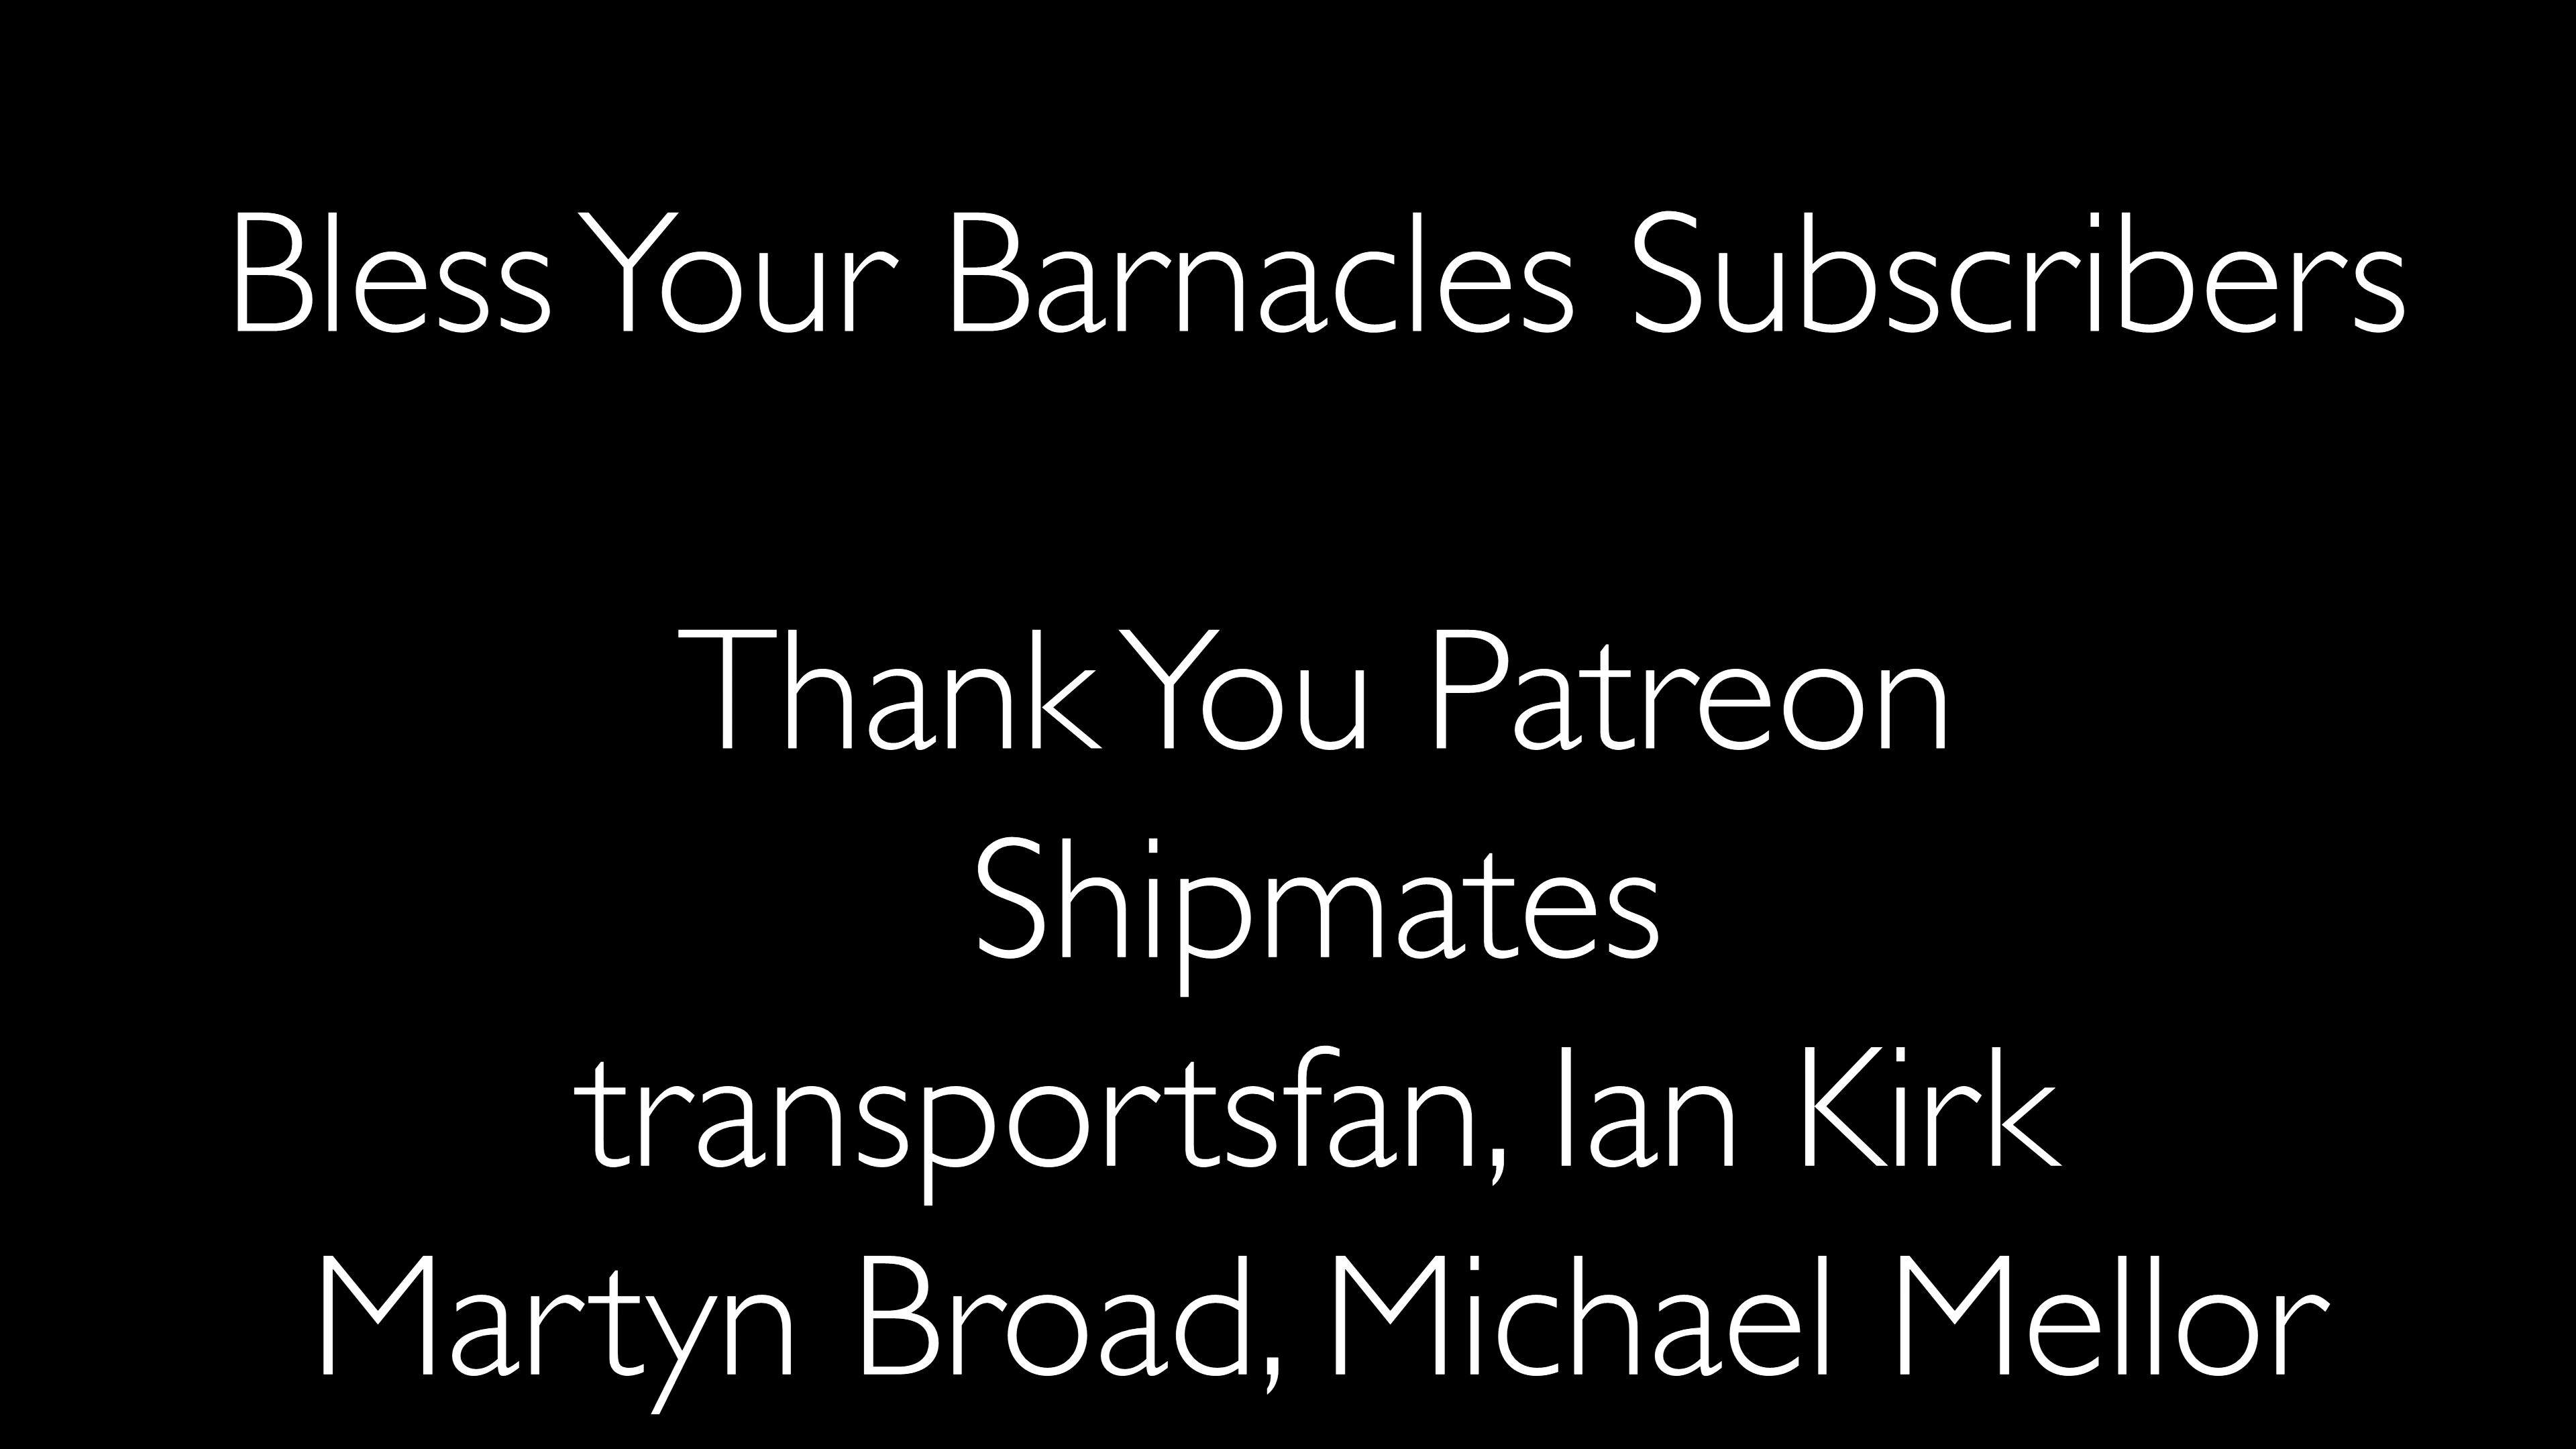 Bless Your Barnacles Subscribers
Thank You Patreon
Shipmates
transportsfan, Ian Kirk
Martyn Broad, Michael Mellor